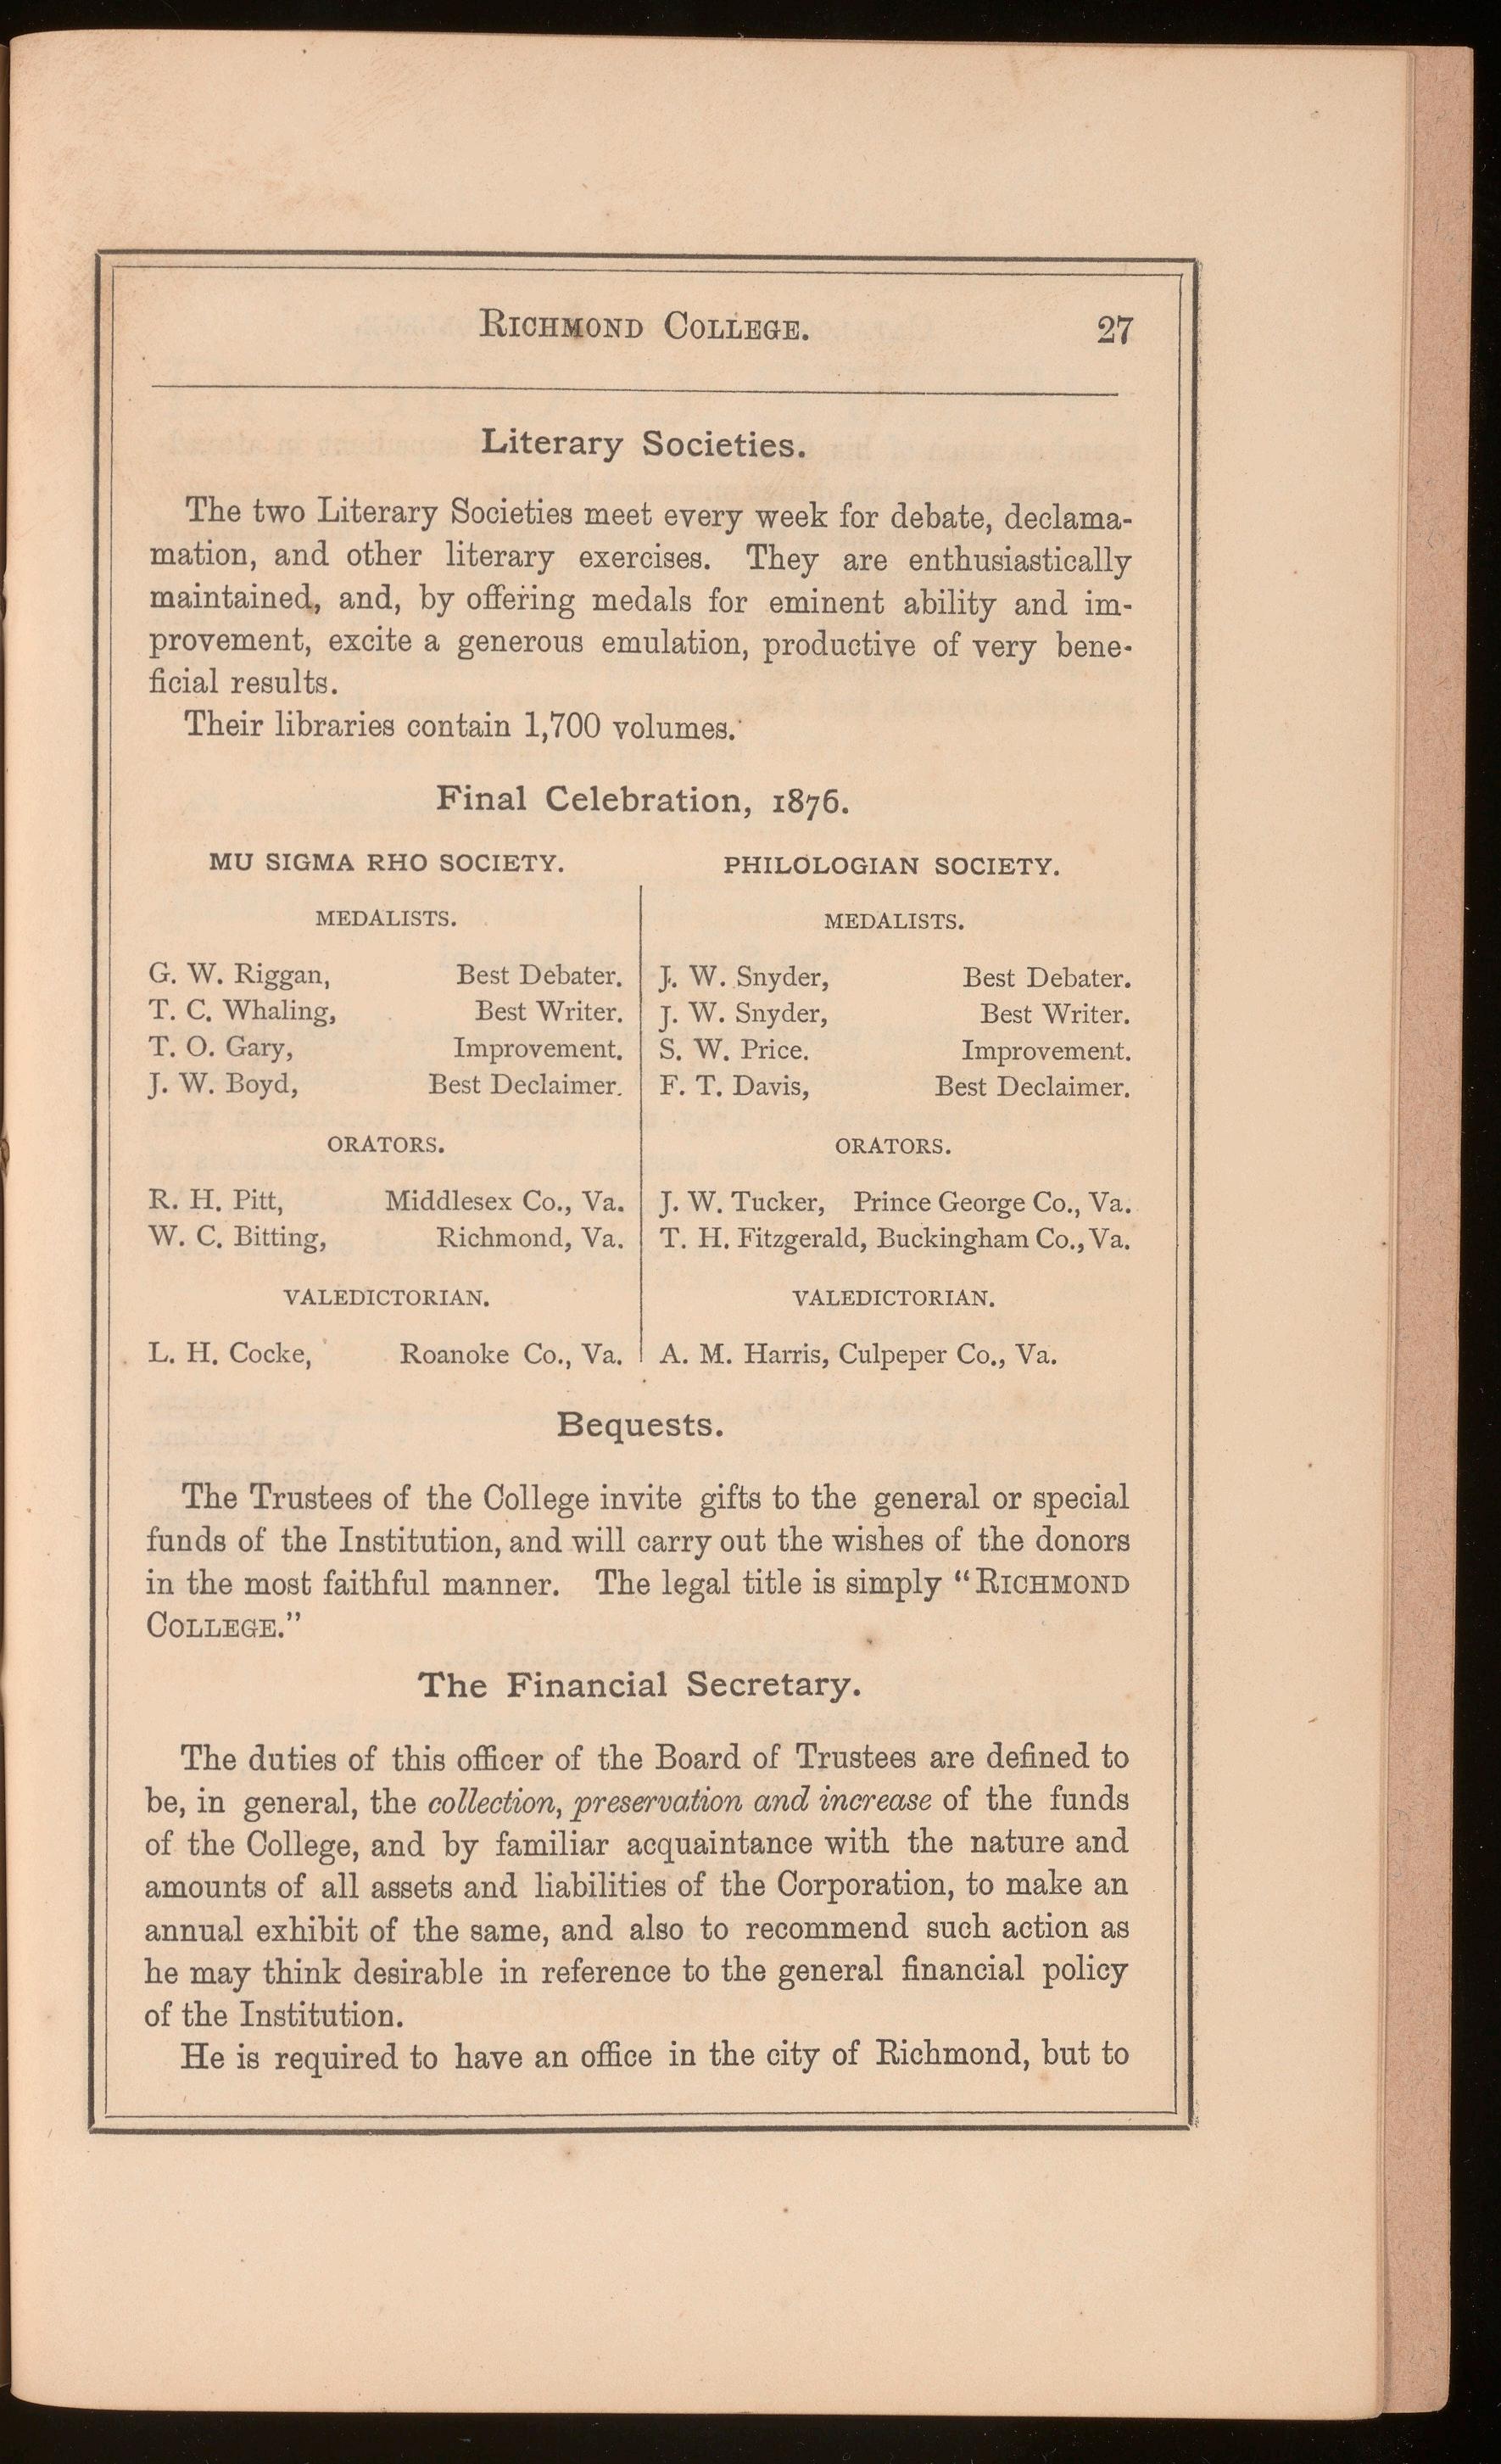 RICHMOND COLLEGE. 27
Literary Societies.
The two Literary Societies meet every week for debate, declama-
mation, and other literary exercises. They are enthusiastically
maintained, and, by offering medals for eminent ability and im-
provement, excite a generous emulation, productive of very bene-
ficial results.
Their libraries contain 1,700 volumes.
Final Celebration, 1876.
MU SIGMA RHO SOCIETY.
MEDALISTS.
G. W. Riggan, Best Debater.
T. C. Whaling, Best Writer.
T. O. Gary, Improvement.
J. W. Boyd, Best Declaimer.
ORATORS.
R. H. Pitt, Middlesex Co., Va.
W. C. Bitting, Richmond, Va.
VALEDICTORIAN.
L. H. Cocke, Roanoke Co., Va.
PHILOLOGIAN SOCIETY.
MEDALISTS.
J. W. Snyder, Best Debater.
J. W. Snyder, Best Writer.
S. W. Price. Improvement.
F. T. Davis, Best Declaimer.
ORATORS.
J. W. Tucker, Prince George Co., Va.
T. H. Fitzgerald, Buckingham Co., Va.
VALEDICTORIAN.
A. M. Harris, Culpeper Co., Va.
Bequests.
The Trustees of the College invite gifts to the general or special
funds of the Institution, and will carry out the wishes of the donors
in the most faithful manner. The legal title is simply "RICHMOND
COLLEGE."
The Financial Secretary.
The duties of this officer of the Board of Trustees are defined to
be, in general, the collection, preservation and increase of the funds
of the College, and by familiar acquaintance with the nature and
amounts of all assets and liabilities of the Corporation, to make an
annual exhibit of the same, and also to recommend such action as
he may think desirable in reference to the general financial policy
of the Institution.
He is required to have an office in the city of Richmond, but to